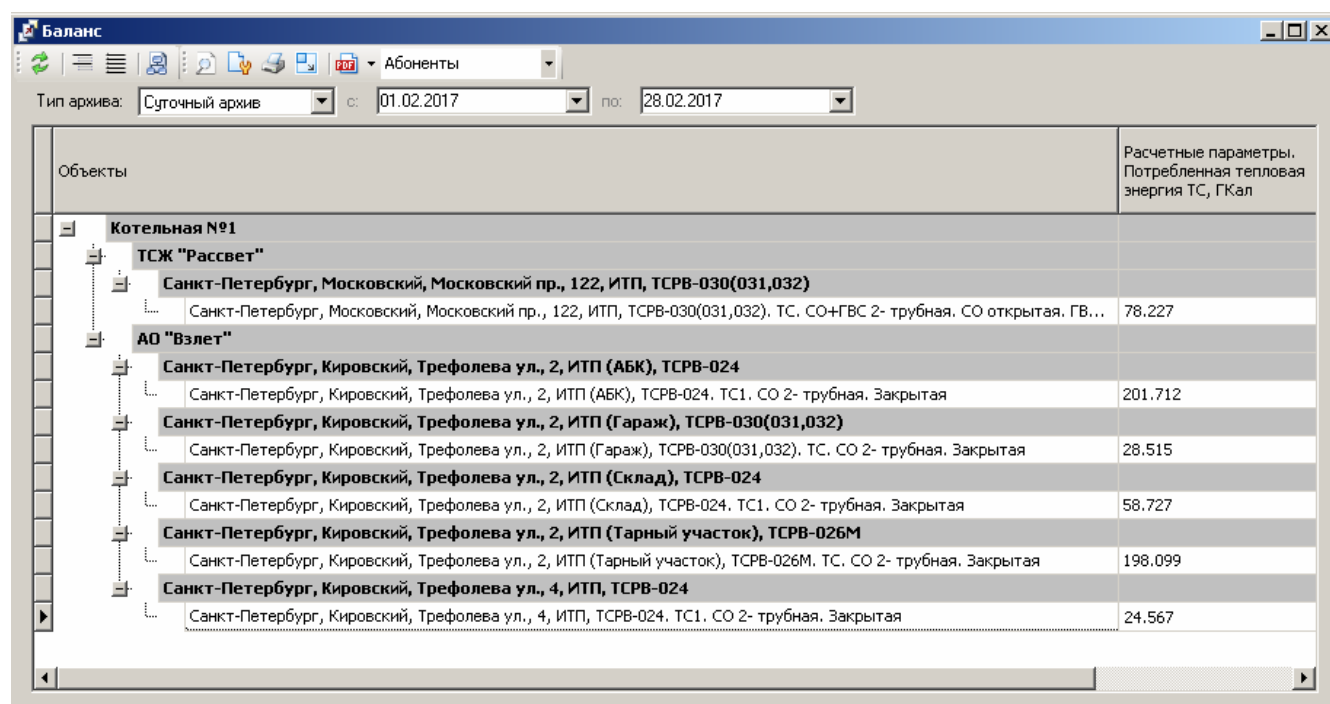 Баланс
PDF Абоненты
Тип архива: Суточный архив с: 01.02.2017 по: 28.02.2017
Объекты
Расчетные параметры.
Потребленная тепловая
энергия ТС, ГКал
Котельная №1
ТСЖ "Рассвет"
Санкт-Петербург, Московский, Московский пр., 122, ИТП, ТСРВ-030(031,032)
Санкт-Петербург, Московский, Московский пр., 122, ИТП, ТСРВ-030(031,032). ТС. СО+ГВС 2- трубная. СО открытая. ГВ... 78.227
АО "Взлет"
Санкт-Петербург, Кировский, Трефолева ул., 2, ИТП (АБК), ТСРВ-024
Санкт-Петербург, Кировский, Трефолева ул., 2, ИТП (АБК), ТСРВ-024. ТС1. СО 2- трубная. Закрытая 201.712
Санкт-Петербург, Кировский, Трефолева ул., 2, ИТП (Гараж), ТСРВ-030(031,032)
Санкт-Петербург, Кировский, Трефолева ул., 2, ИТП (Гараж), ТСРВ-030(031,032). ТС. СО 2- трубная. Закрытая 28.515
Санкт-Петербург, Кировский, Трефолева ул., 2, ИТП (Склад), ТСРВ-024
Санкт-Петербург, Кировский, Трефолева ул., 2, ИТП (Склад), ТСРВ-024. ТС1. СО 2- трубная. Закрытая 58.727
Санкт-Петербург, Кировский, Трефолева ул., 2, ИТП (Тарный участок), ТСРВ-026М
Санкт-Петербург, Кировский, Трефолева ул., 2, ИТП (Тарный участок), ТСРВ-026М. ТС. СО 2- трубная. Закрытая 198.099
Санкт-Петербург, Кировский, Трефолева ул., 4, ИТП, ТСРВ-024
Санкт-Петербург, Кировский, Трефолева ул., 4, ИТП, ТСРВ-024. ТС1. СО 2- трубная. Закрытая 24.567